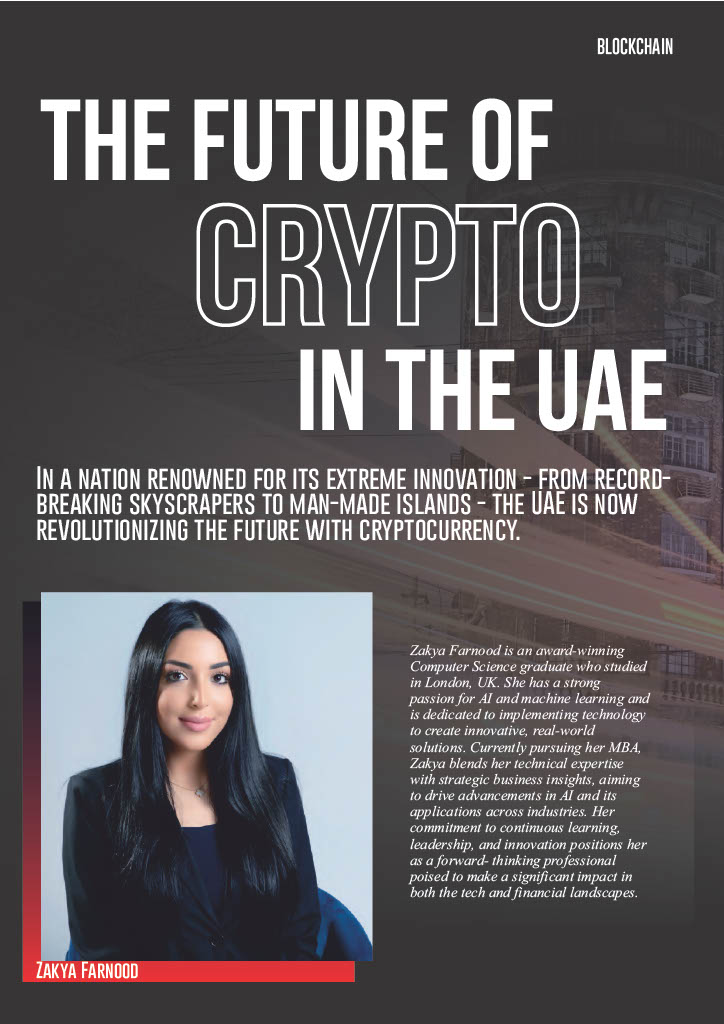 BLOCKCHAIN
THE FUTURE OF
CRYPTO
IN THE UAE
IN A NATION RENOWNED FOR ITS EXTREME INNOVATION - FROM RECORD-
BREAKING SKYSCRAPERS TO MAN-MADE ISLANDS - THE UAE IS NOW
REVOLUTIONIZING THE FUTURE WITH CRYPTOCURRENCY.
Zakya Farnood is an award-winning
Computer Science graduate who studied
in London, UK. She has a strong
passion for AI and machine learning and
is dedicated to implementing technology
to create innovative, real-world
solutions. Currently pursuing her MBA,
Zakya blends her technical expertise
with strategic business insights, aiming
to drive advancements in AI and its
applications across industries. Her
commitment to continuous learning,
leadership, and innovation positions her
as a forward- thinking professional
poised to make a significant impact in
both the tech and financial landscapes.
ZAKYA FARNOOD